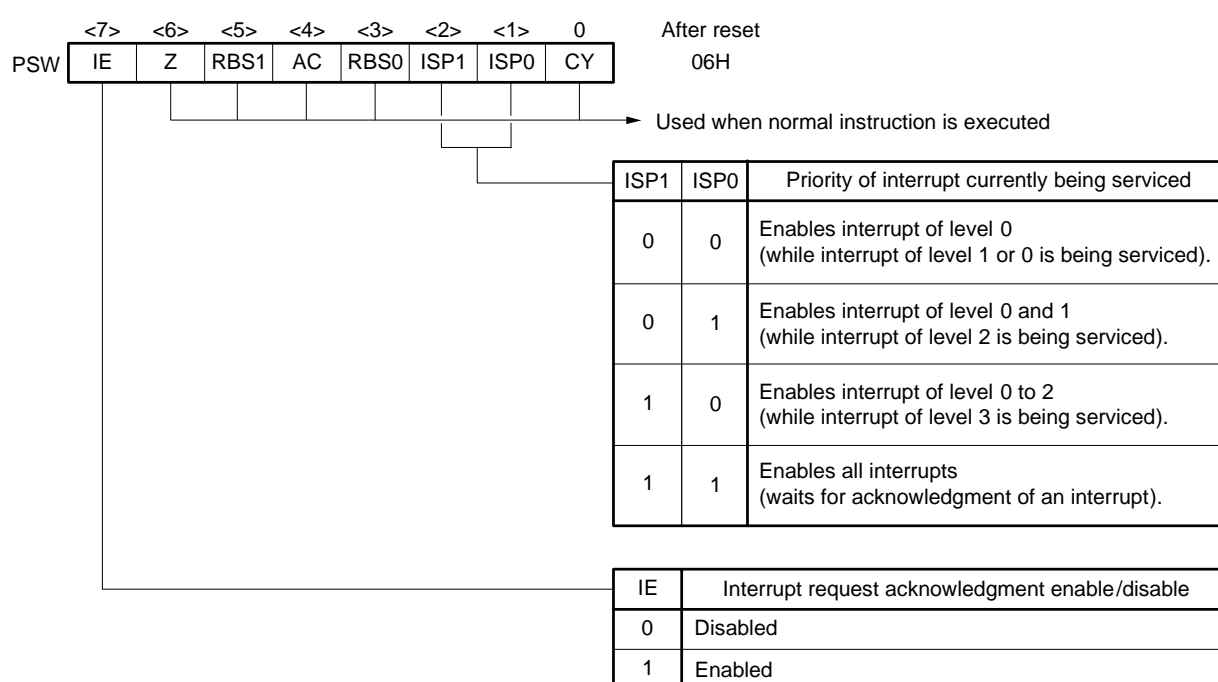 <7> <6> <5> <4> <3> <2> <1> 0 After reset
PSW IE Z RBS1 AC RBS0 ISP1 ISP0 CY 06H
Used when normal instruction is executed
ISP1 ISP0 Priority of interrupt currently being serviced
0 0 Enables interrupt of level 0
(while interrupt of level 1 or 0 is being serviced).
0 1 Enables interrupt of level 0 and 1
(while interrupt of level 2 is being serviced).
1 0 Enables interrupt of level 0 to 2
(while interrupt of level 3 is being serviced).
1 1 Enables all interrupts
(waits for acknowledgment of an interrupt).
IE Interrupt request acknowledgment enable/disable
0 Disabled
1 Enabled